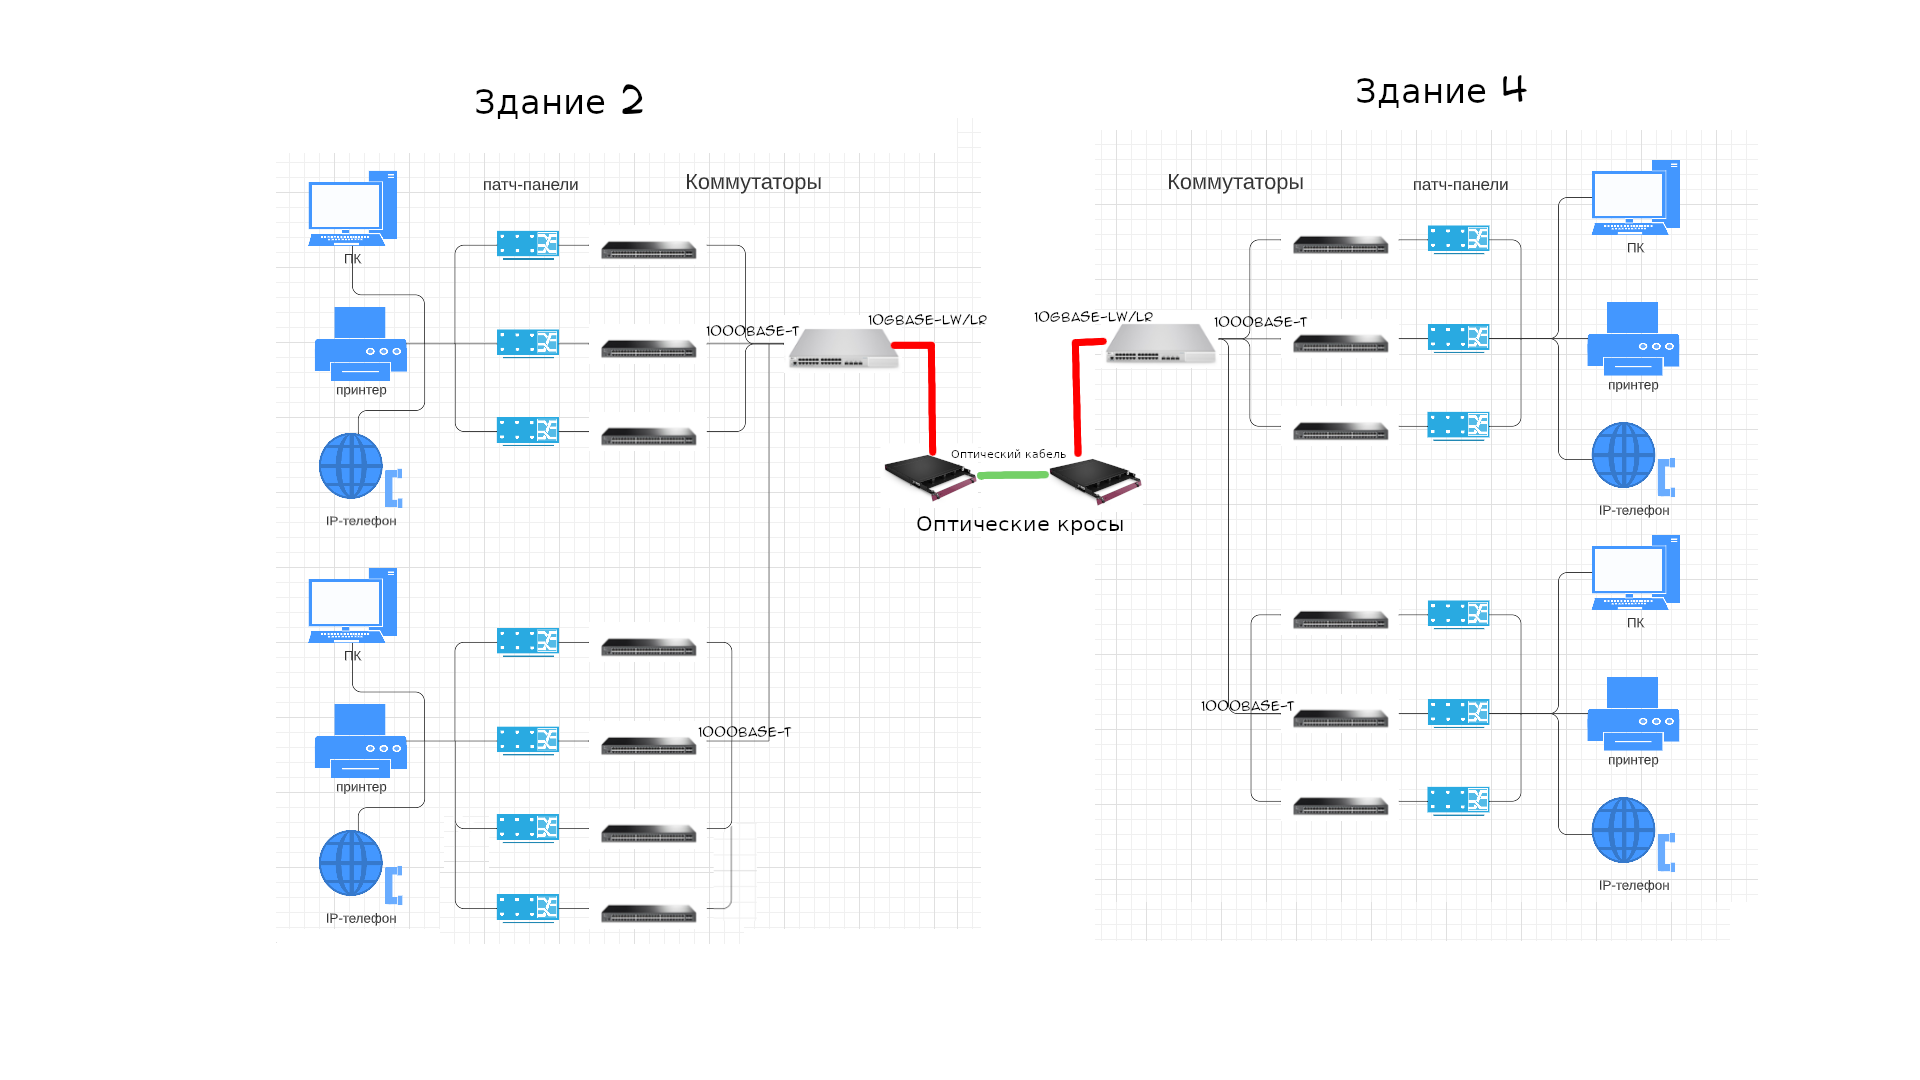 Здание 2
Здание 4
патч-панели
Коммутаторы
Коммутаторы
патч-панели
ПК
ПК
1000BASE-T
10GBASE-LW/LR
10GBASE-LW/LR
1000BASE-T
принтер
принтер
Оптический кабель
IP-телефон
Оптические кросы
IP-телефон
ПК
ПК
1000BASE-T
1000BASE-T
принтер
принтер
IP-телефон
IP-телефон